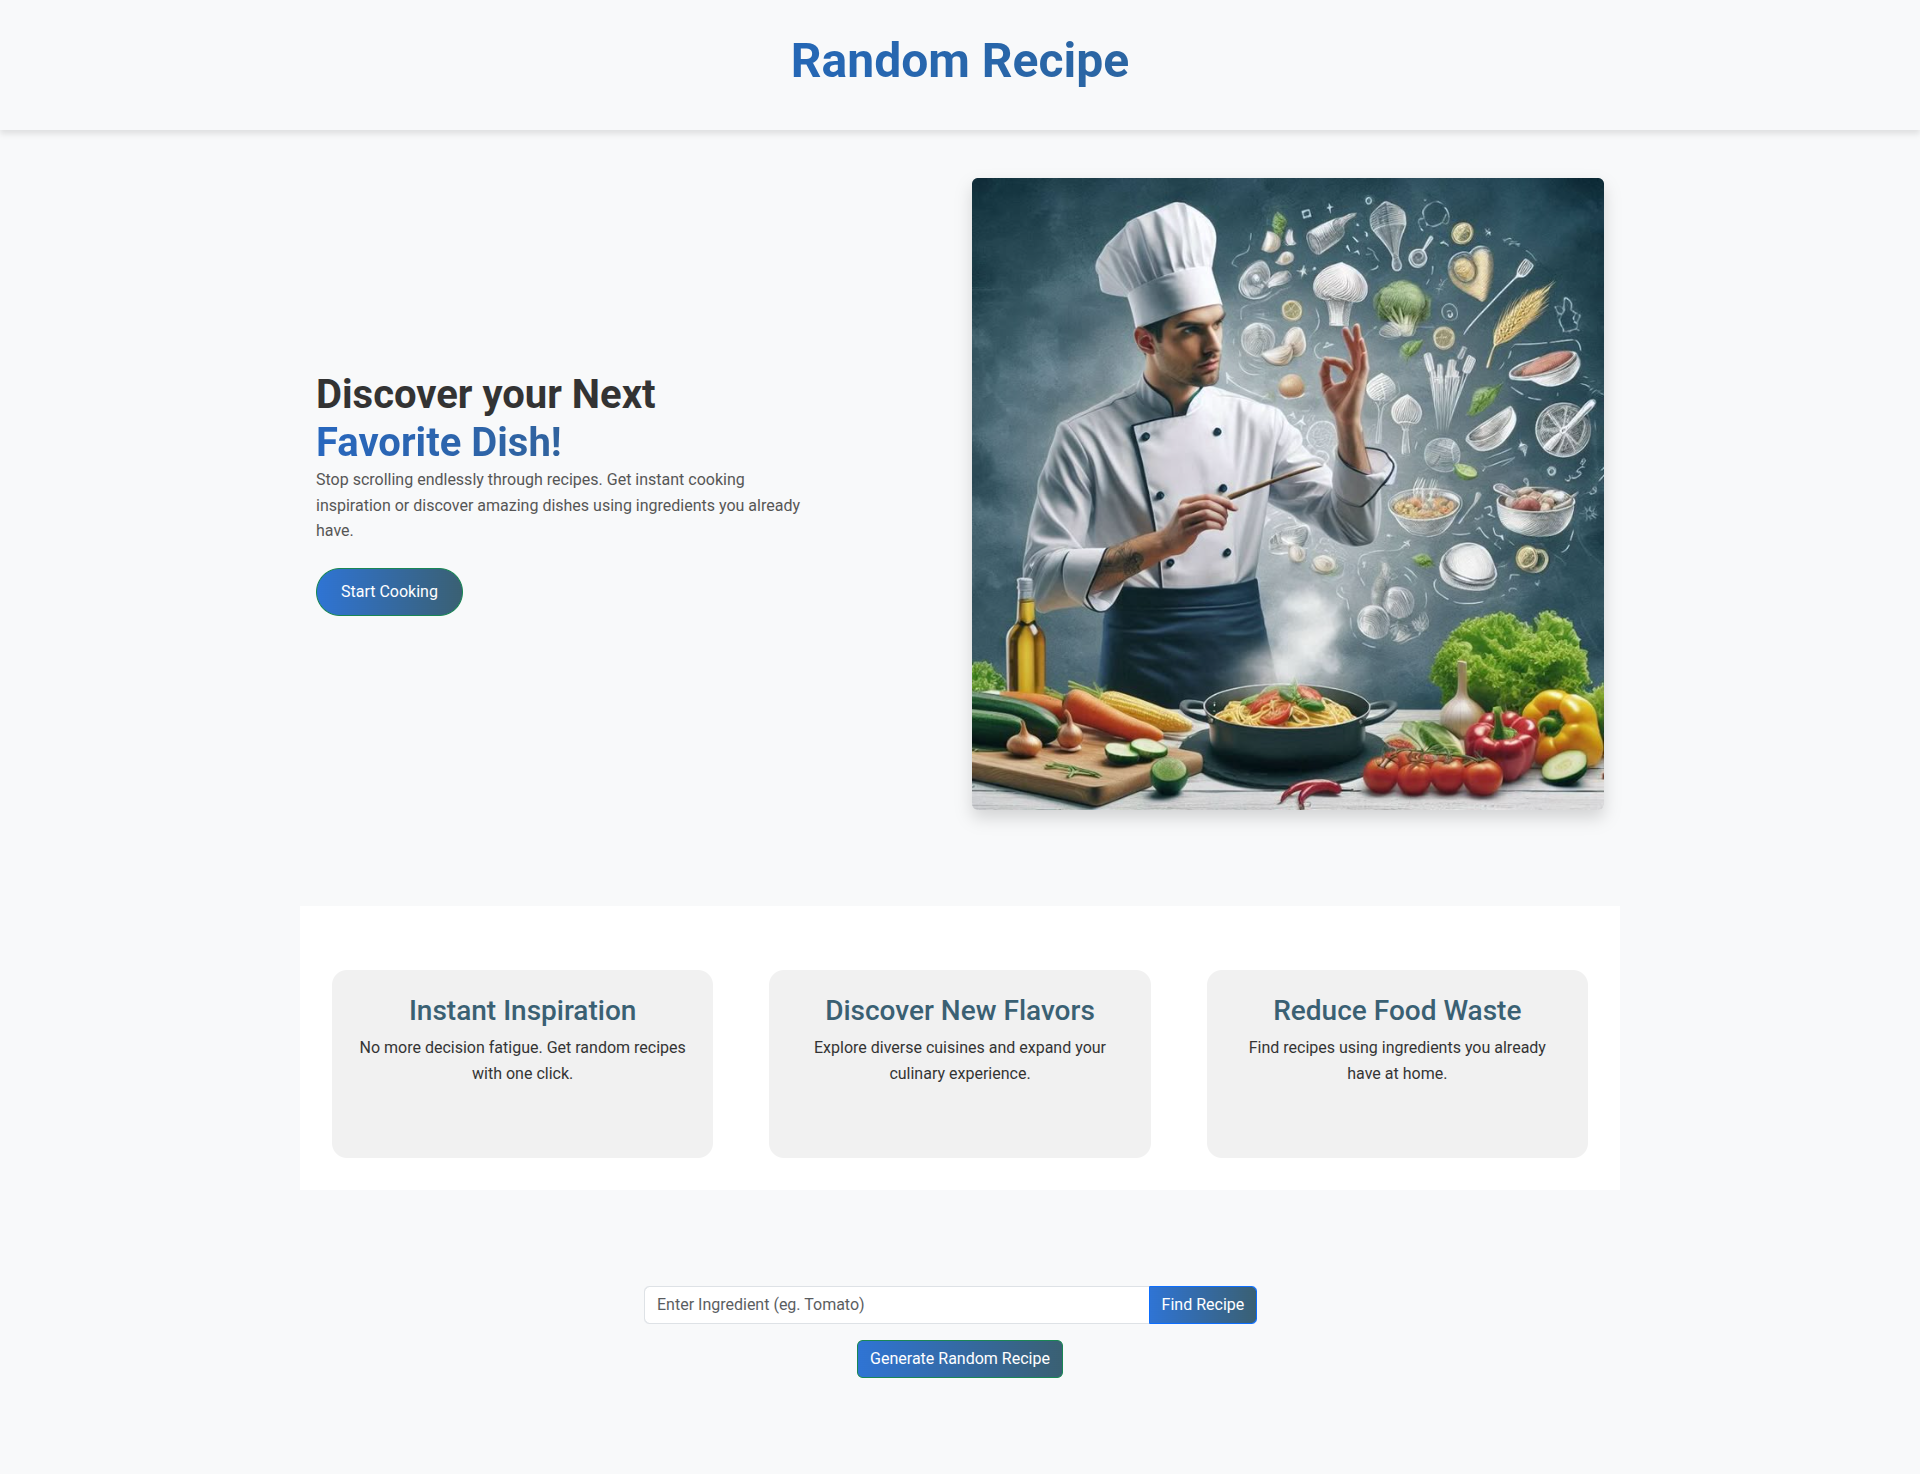 Random Recipe
Discover your Next
Favorite Dish!
Stop scrolling endlessly through recipes. Get instant cooking
inspiration or discover amazing dishes using ingredients you already
have.
Start Cooking
Instant Inspiration
No more decision fatigue. Get random recipes
with one click.
Discover New Flavors
Explore diverse cuisines and expand your
culinary experience.
Reduce Food Waste
Find recipes using ingredients you already
have at home.
Enter Ingredient (eg. Tomato)
Find Recipe
Generate Random Recipe